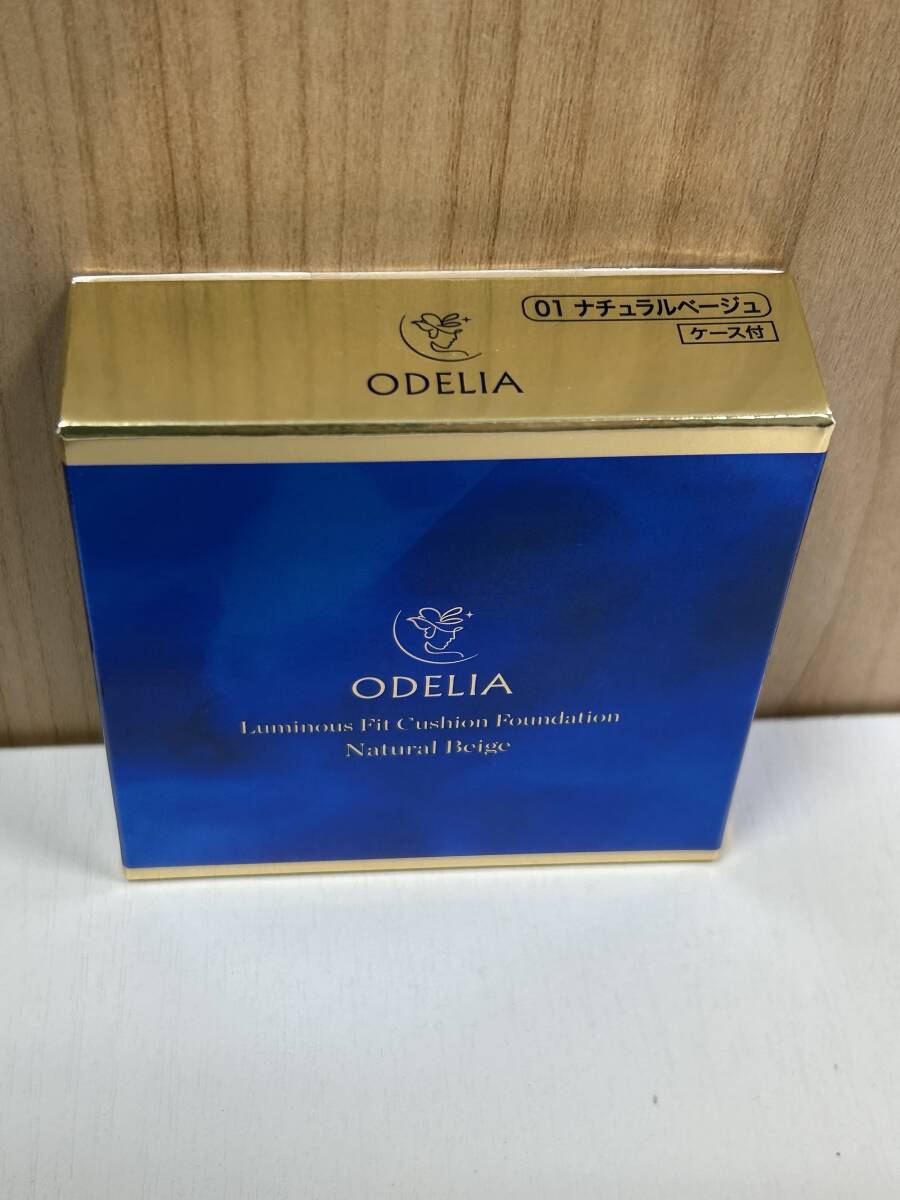 01 ナチュラルベージュ
ケース付
ODELIA
ODELIA
Luminous Fit Cushion Foundation
Natural Beige